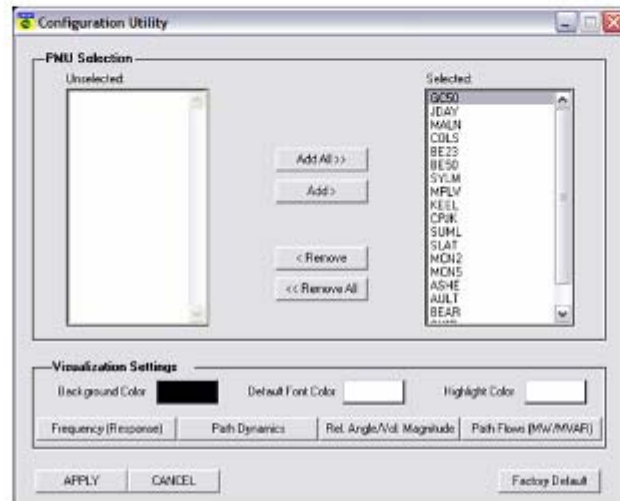 Configuration Utility
PMU Selection
Unselected:
Selected:
GC50
JDAY
MALN
COLS
BE23
BE50
SYLM
MPLV
KEEL
CPJK
SUML
SLAT
MCN2
MCN5
ASHE
AULT
BEAR
Add All >>
Add >
< Remove
<< Remove All
Visualization Settings
Background Color
Default Font Color
Highlight Color
Frequency (Response)
Path Dynamics
Rel. Angle/Vol. Magnitude
Path Flows (MW/MVAR)
APPLY
CANCEL
Factory Default